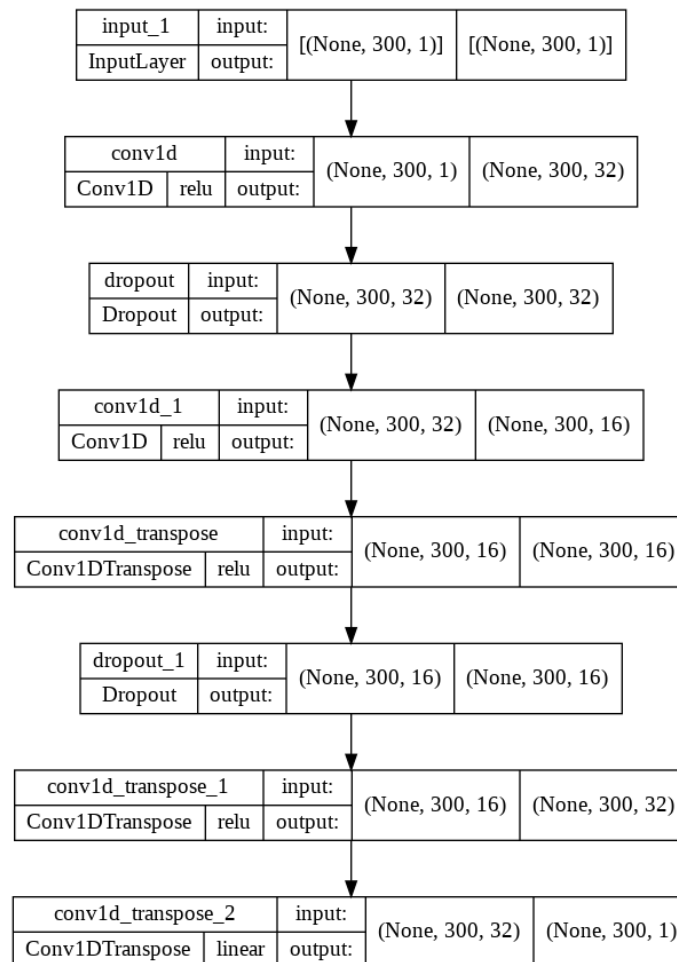 input_1 input: [(None, 300, 1)] [(None, 300, 1)]
InputLayer output:
conv1d input: (None, 300, 1) (None, 300, 32)
Conv1D relu output:
dropout input: (None, 300, 32) (None, 300, 32)
Dropout output:
conv1d_1 input: (None, 300, 32) (None, 300, 16)
Conv1D relu output:
conv1d_transpose input: (None, 300, 16) (None, 300, 16)
Conv1DTranspose relu output:
dropout_1 input: (None, 300, 16) (None, 300, 16)
Dropout output:
conv1d_transpose_1 input: (None, 300, 16) (None, 300, 32)
Conv1DTranspose relu output:
conv1d_transpose_2 input: (None, 300, 32) (None, 300, 1)
Conv1DTranspose linear output: